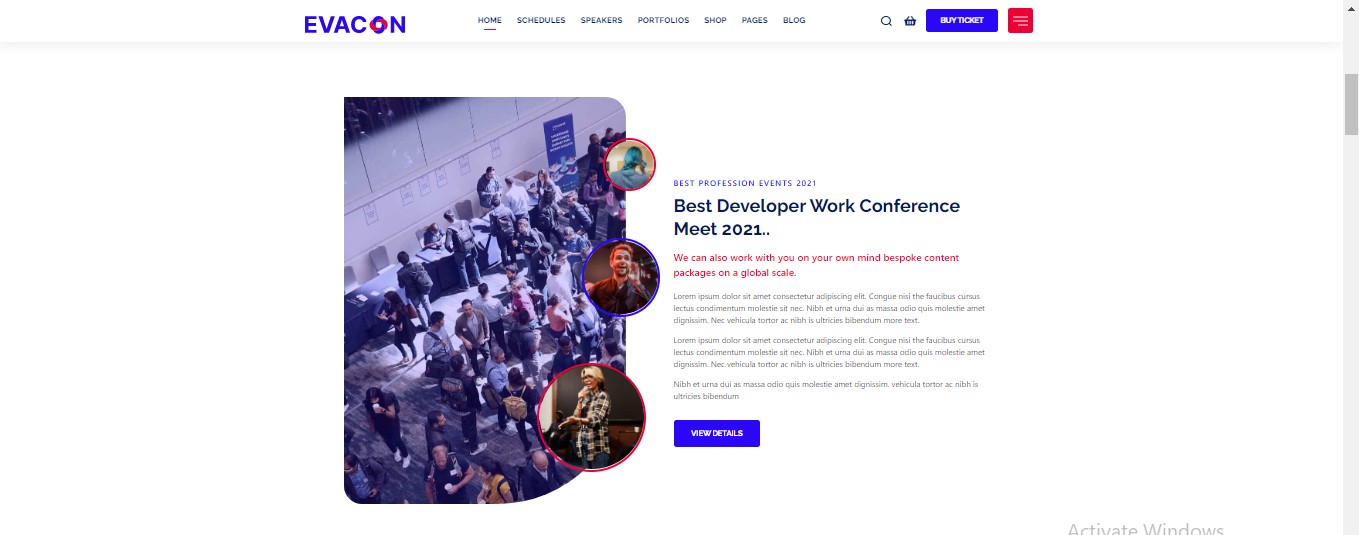 EVACON
HOME SCHEDULES SPEAKERS PORTFOLIOS SHOP PAGES BLOG
BUY TICKET
BEST PROFESSION EVENTS 2021
Best Developer Work Conference
Meet 2021..
We can also work with you on your own mind bespoke content
packages on a global scale.
Lorem ipsum dolor sit amet consectetur adipiscing elit. Congue nisi the faucibus cursus
lectus condimentum molestie sit nec. Nibh et urna dui as massa odio quis molestie amet
dignissim. Nec vehicula tortor ac nibh is ultricies bibendum more text.
Lorem ipsum dolor sit amet consectetur adipiscing elit. Congue nisi the faucibus cursus
lectus condimentum molestie sit nec. Nibh et urna dui as massa odio quis molestie amet
dignissim. Nec vehicula tortor ac nibh is ultricies bibendum more text.
Nibh et urna dui as massa odio quis molestie amet dignissim. vehicula tortor ac nibh is
ultricies bibendum
VIEW DETAILS
Activate Windows